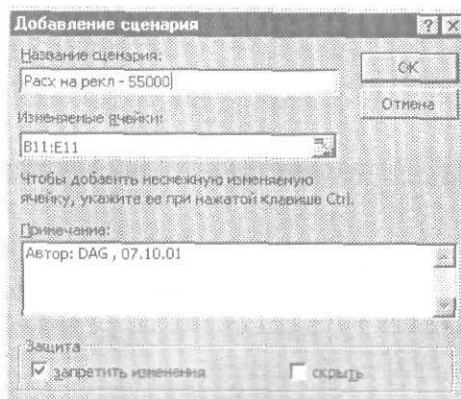 Добавление сценария
Название сценария:
Расх на рекл - 55000
ОК
Отмена
Изменяемые ячейки:
B11:E11
Чтобы добавить несмежную изменяемую
ячейку, укажите ее при нажатой клавише Ctrl.
Примечание:
Автор: DAG , 07.10.01
Защита
запретить изменения
скрыть